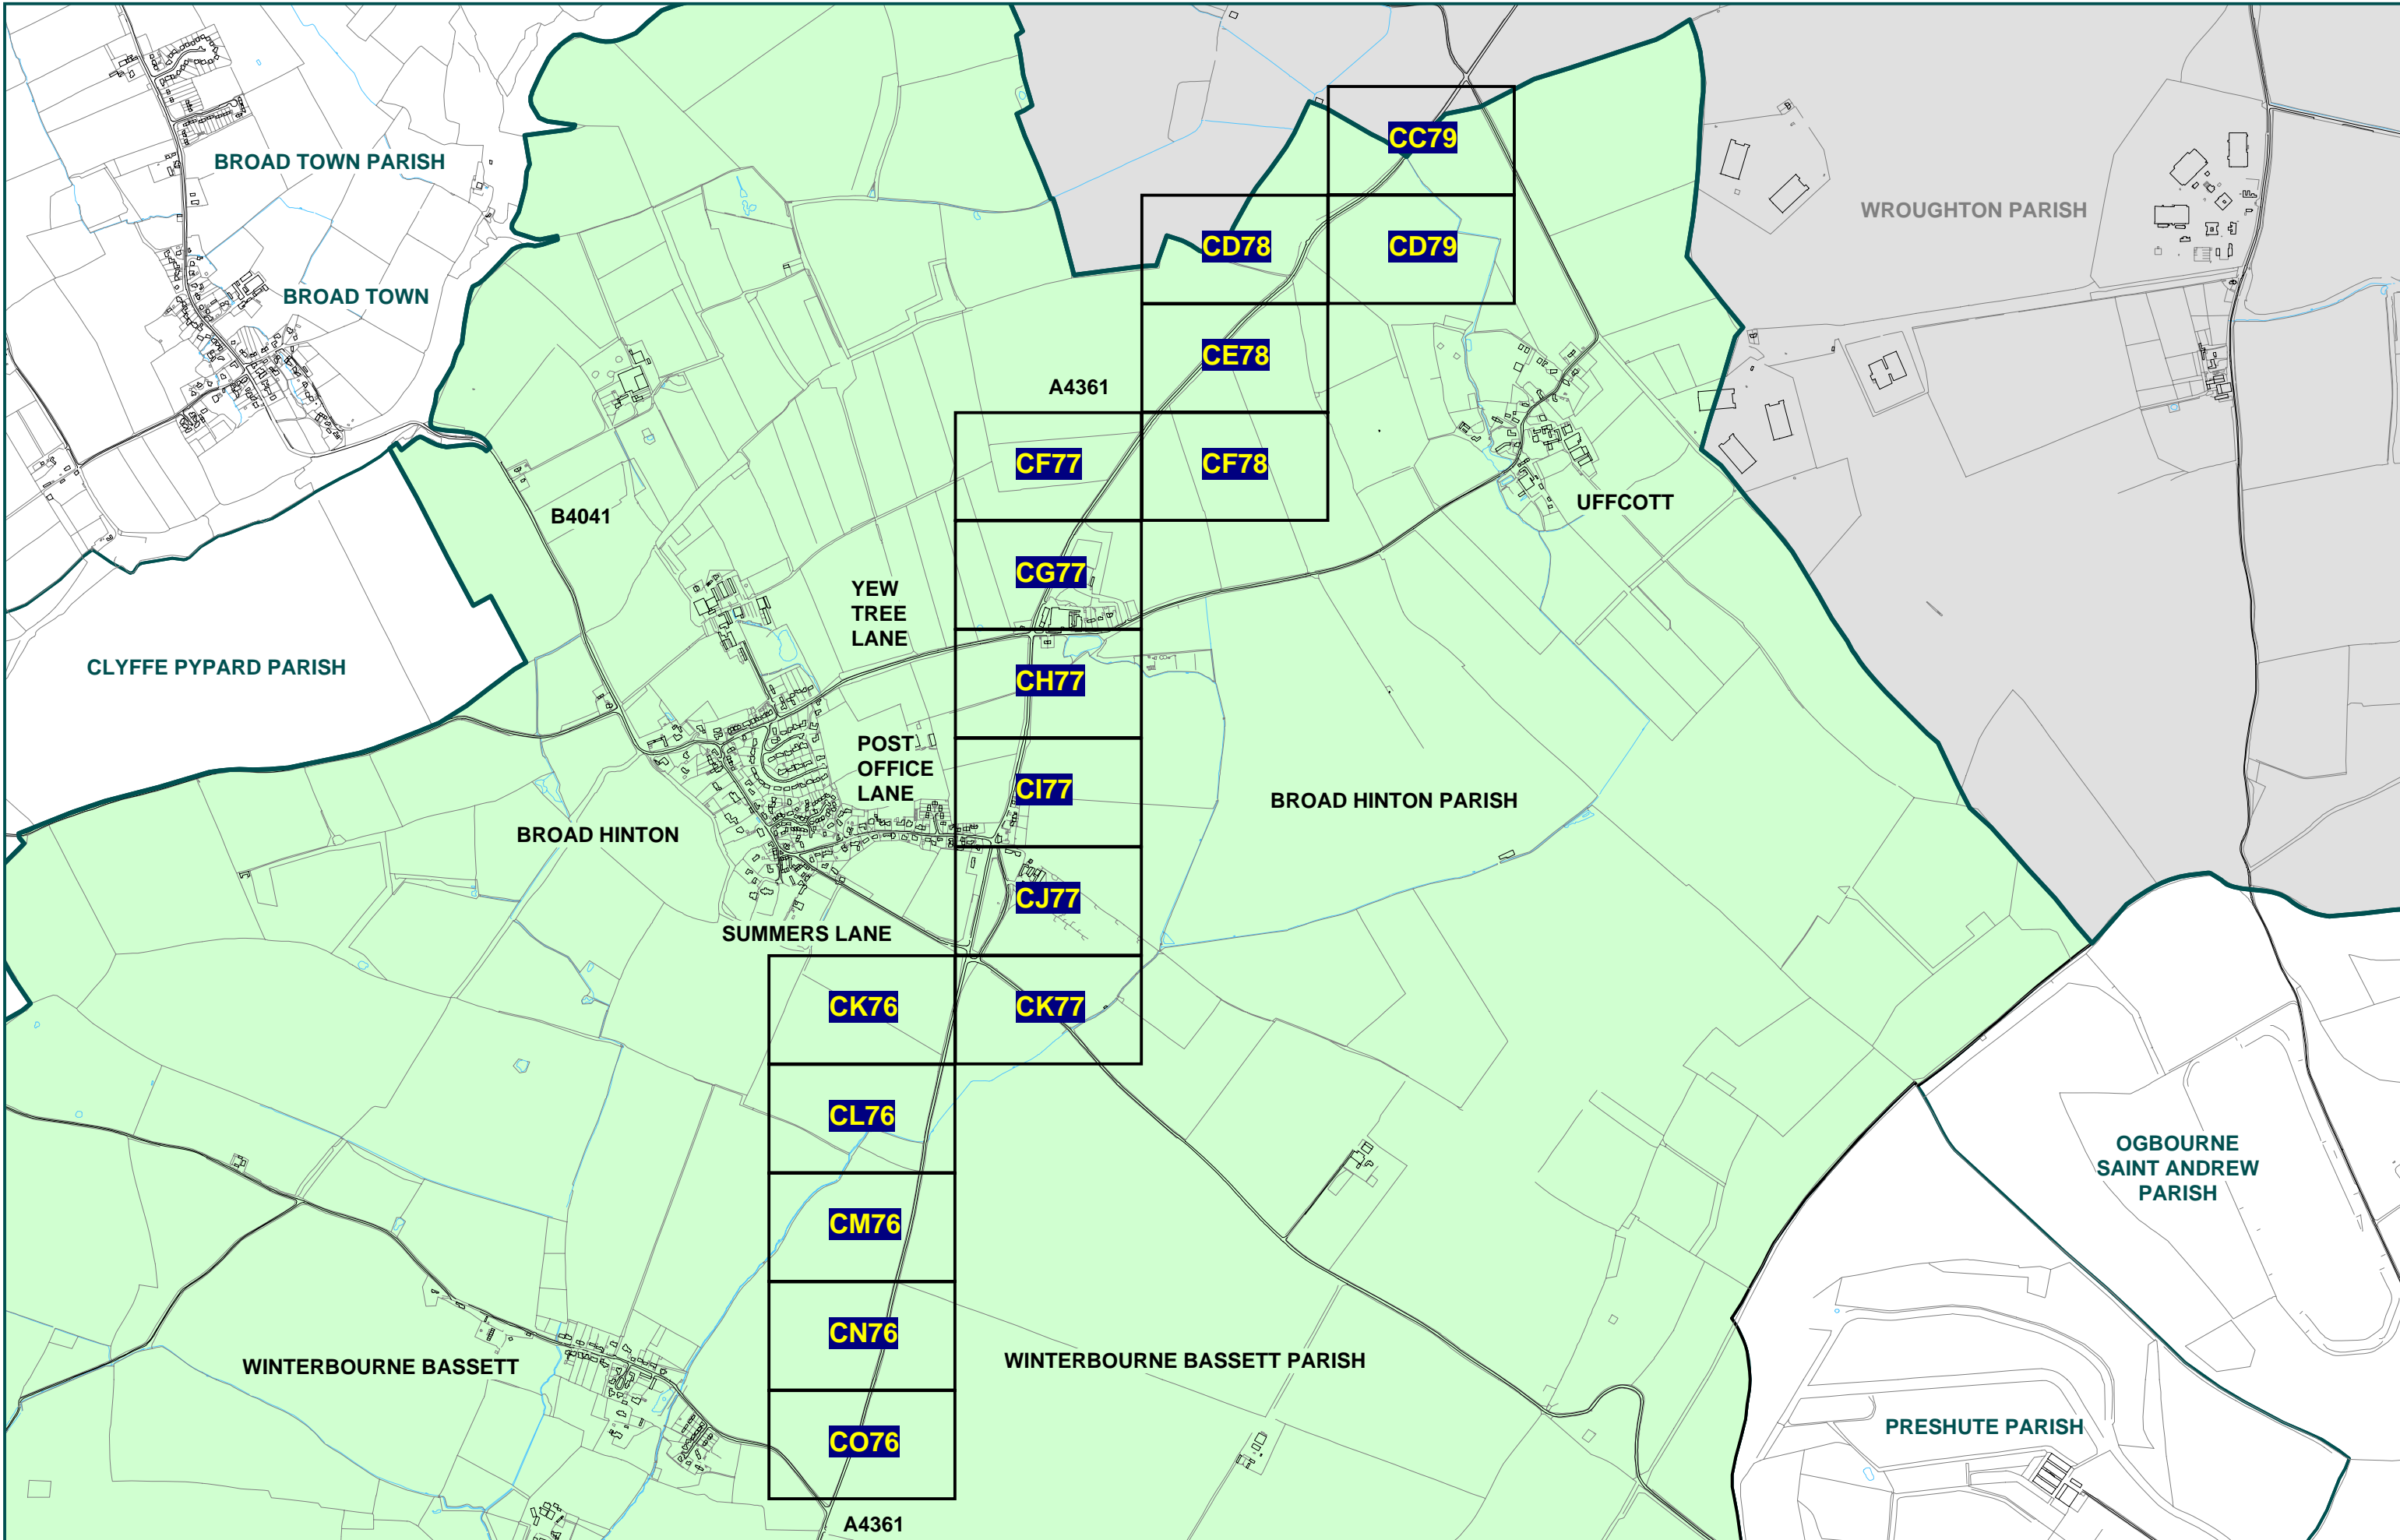 CC79
BROAD TOWN PARISH
WROUGHTON PARISH
CD78
CD79
BROAD TOWN
CE78
A4361
CF77
CF78
UFFCOTT
B4041
CG77
YEW
TREE
LANE
CLYFFE PYPARD PARISH
CH77
POST
OFFICE
LANE
CI77
BROAD HINTON PARISH
BROAD HINTON
CJ77
SUMMERS LANE
CK76
CK77
CL76
OGBOURNE
SAINT ANDREW
PARISH
CM76
CN76
WINTERBOURNE BASSETT
WINTERBOURNE BASSETT PARISH
PRESHUTE PARISH
CO76
A4361